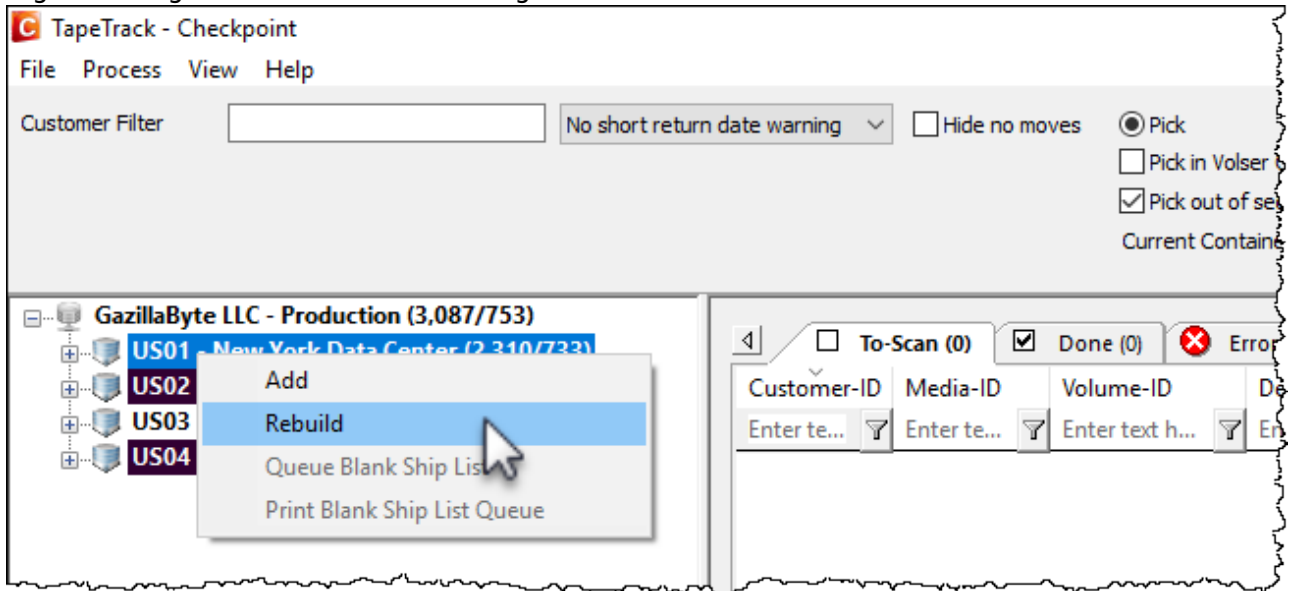 TapeTrack - Checkpoint
File Process View Help
Customer Filter No short return date warning Hide no moves Pick
Pick in Volser
Pick out of
Current
GazillaByte LLC - Production (3,087/753)
US01 - New York Data Center (2,310/733)
To-Scan (0) Done (0)
US02 Add Customer-ID Media-ID Volume-ID
US03 Rebuild Enter te... Enter te... Enter text h...
US04 Queue Blank Ship List
Print Blank Ship List Queue